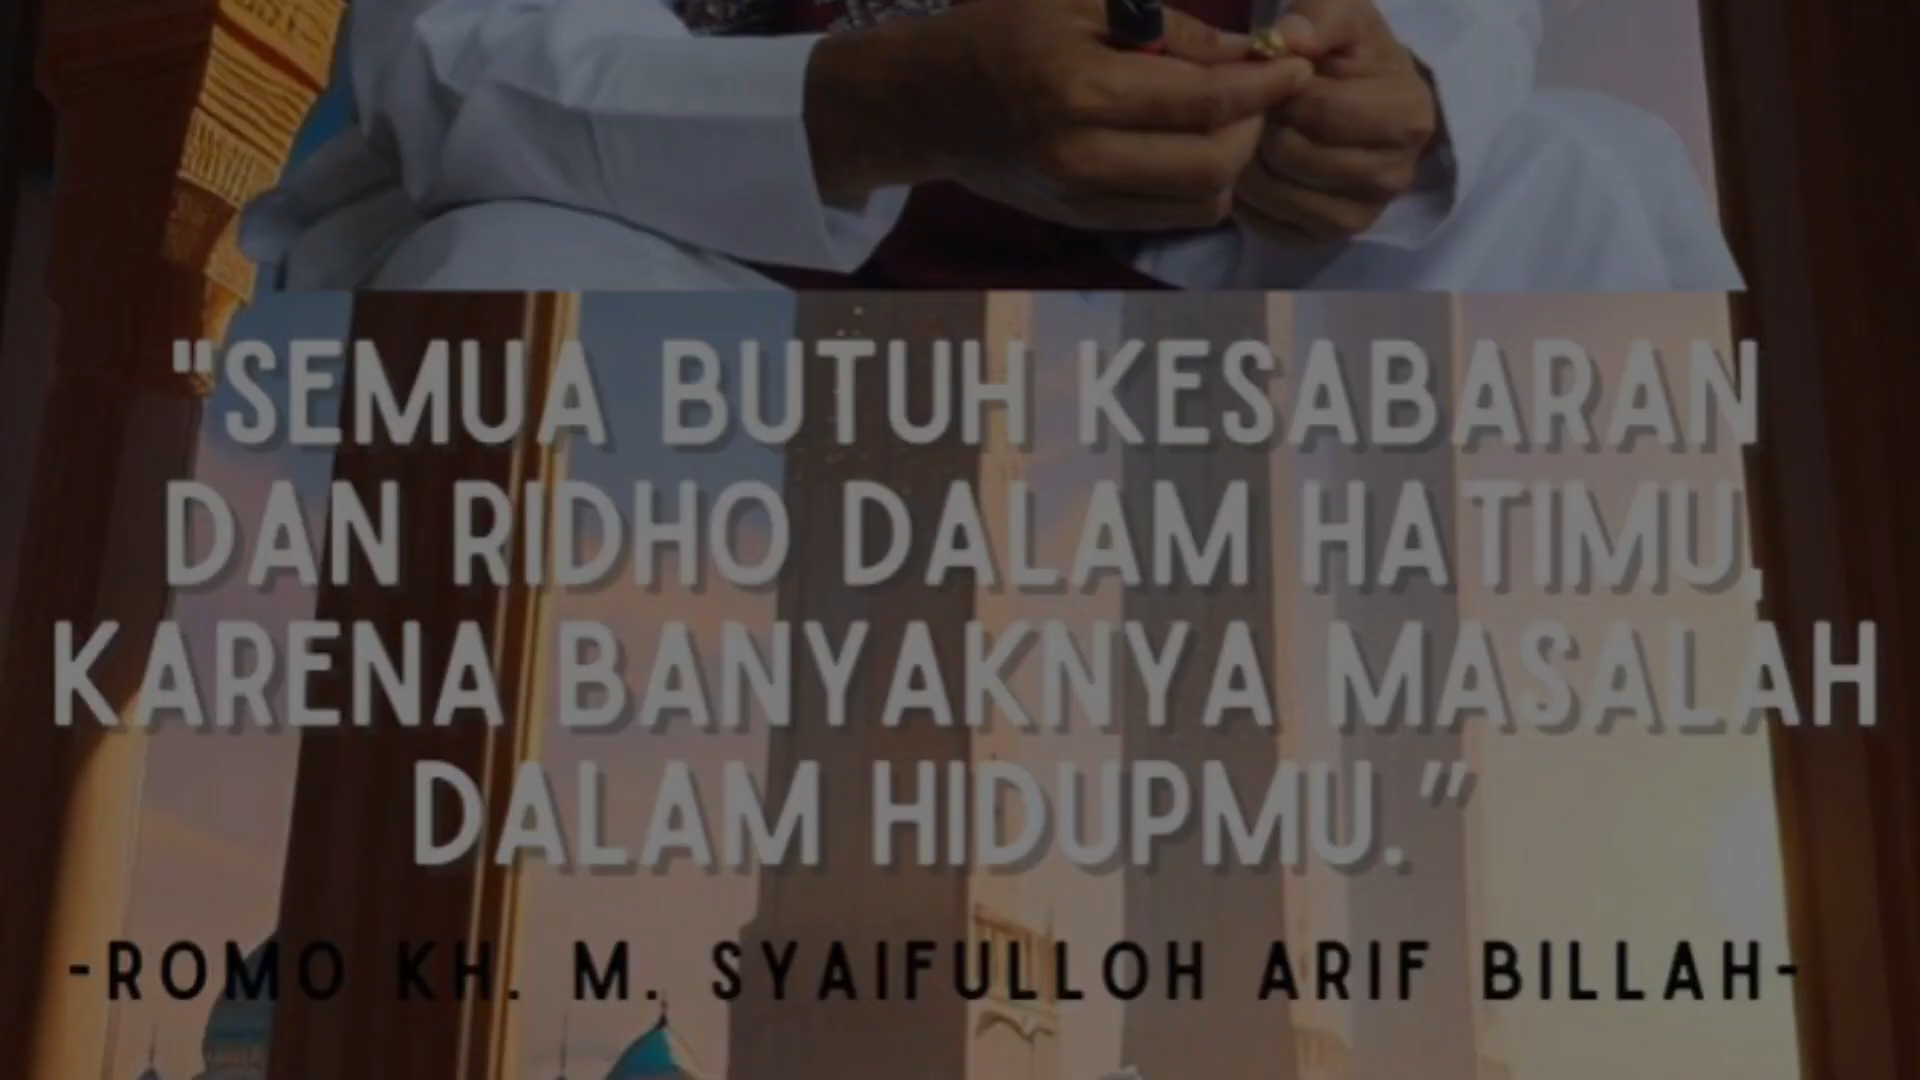 "SEMUA BUTUH KESABARAN
DAN RIDHO DALAM HATIMU,
KARENA BANYAKNYA MASALAH
DALAM HIDUPMU."
-ROMO KH. M. SYAIFULLOH ARIF BILLAH-